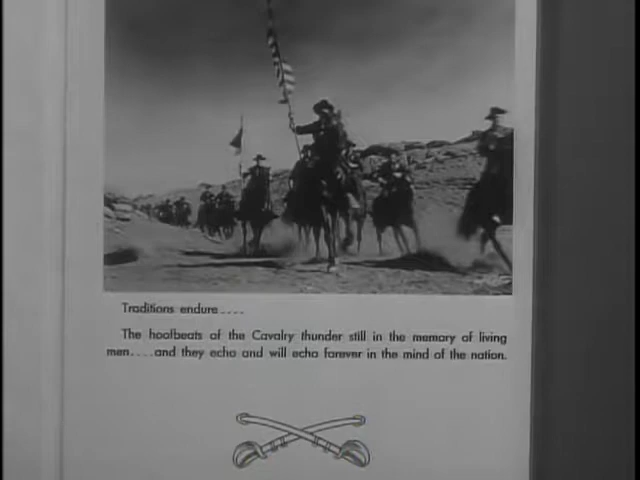 Traditions endure....
The hoofbeats of the Cavalry thunder still in the memory of living
men....and they echo and will echo forever in the mind of the nation.